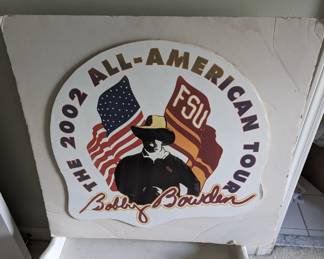 THE 2002 ALL-AMERICAN TOUR
FSU
Bobby Bowden